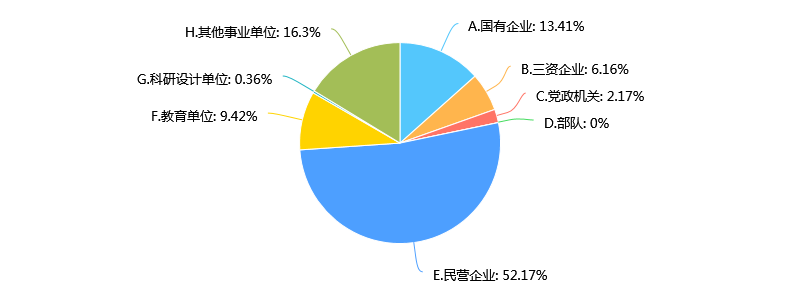 A.国有企业: 13.41%
B.三资企业: 6.16%
C.党政机关: 2.17%
D.部队: 0%
E.民营企业: 52.17%
F.教育单位: 9.42%
G.科研设计单位: 0.36%
H.其他事业单位: 16.3%